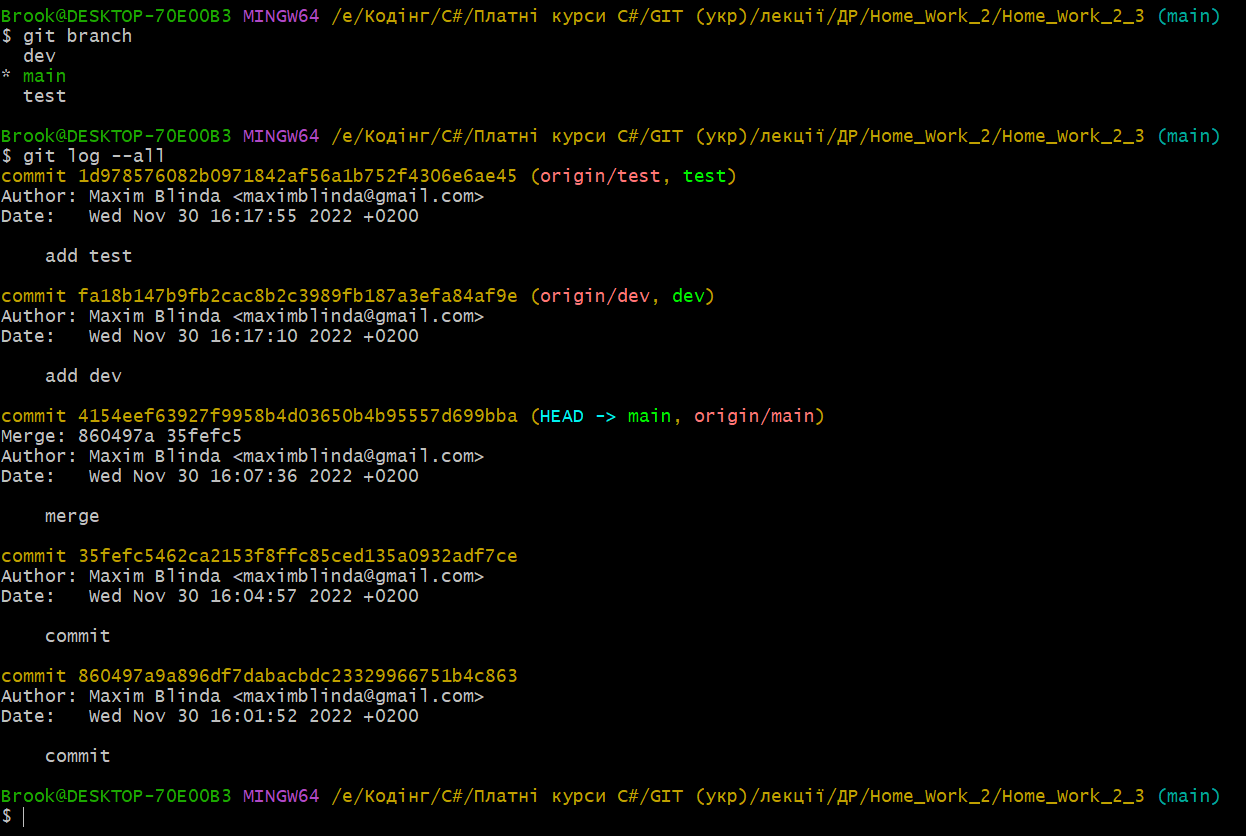 Brook@DESKTOP-70E00B3 MINGW64 /e/Кодінг/C#/Платні курси C#/GIT (укр)/лекції/ДР/Home_Work_2/Home_Work_2_3 (main)
$ git branch
  dev
* main
  test

Brook@DESKTOP-70E00B3 MINGW64 /e/Кодінг/C#/Платні курси C#/GIT (укр)/лекції/ДР/Home_Work_2/Home_Work_2_3 (main)
$ git log --all
commit 1d978576082b0971842af56a1b752f4306e6ae45 (origin/test, test)
Author: Maxim Blinda <maximblinda@gmail.com>
Date:   Wed Nov 30 16:17:55 2022 +0200

    add test

commit fa18b147b9fb2cac8b2c3989fb187a3efa84af9e (origin/dev, dev)
Author: Maxim Blinda <maximblinda@gmail.com>
Date:   Wed Nov 30 16:17:10 2022 +0200

    add dev

commit 4154eef63927f9958b4d03650b4b95557d699bba (HEAD -> main, origin/main)
Merge: 860497a 35fefc5
Author: Maxim Blinda <maximblinda@gmail.com>
Date:   Wed Nov 30 16:07:36 2022 +0200

    merge

commit 35fefc5462ca2153f8ffc85ced135a0932adf7ce
Author: Maxim Blinda <maximblinda@gmail.com>
Date:   Wed Nov 30 16:04:57 2022 +0200

    commit

commit 860497a9a896df7dabacbdc23329966751b4c863
Author: Maxim Blinda <maximblinda@gmail.com>
Date:   Wed Nov 30 16:01:52 2022 +0200

    commit

Brook@DESKTOP-70E00B3 MINGW64 /e/Кодінг/C#/Платні курси C#/GIT (укр)/лекції/ДР/Home_Work_2/Home_Work_2_3 (main)
$